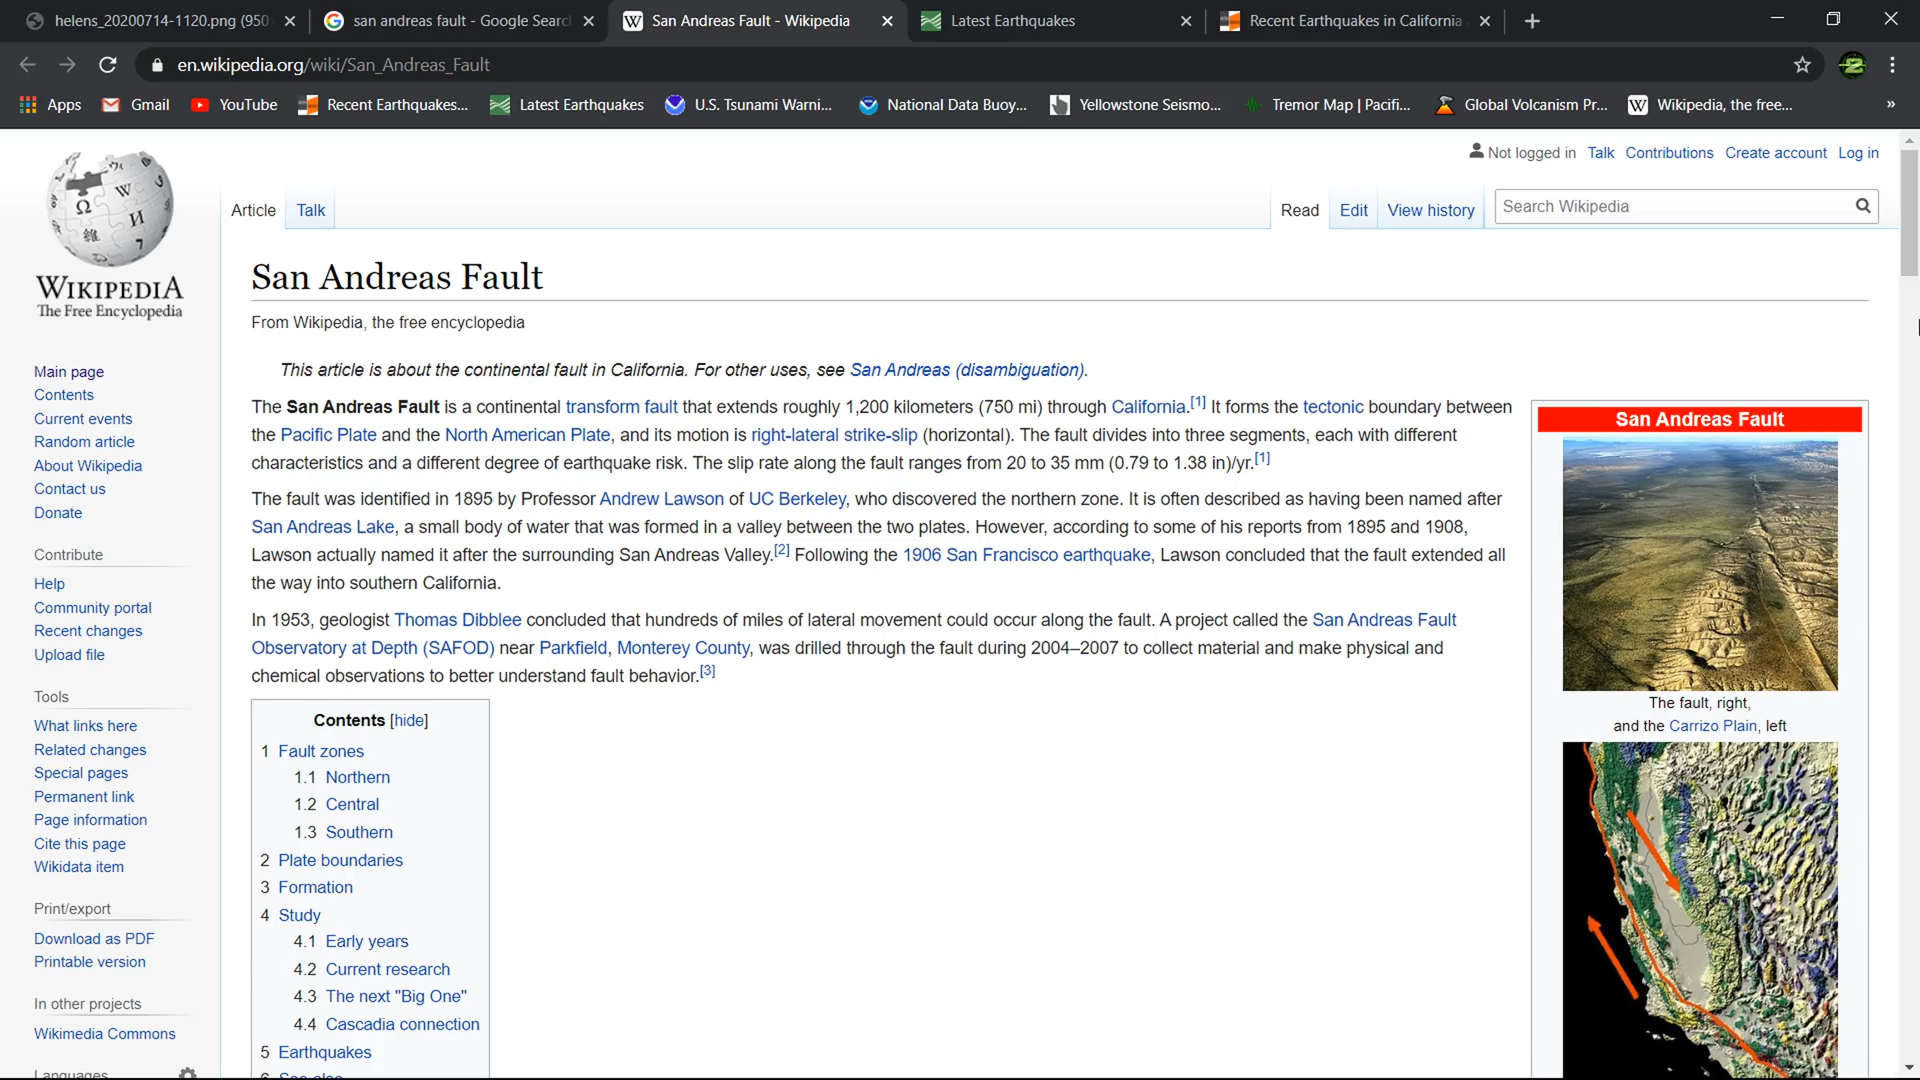 helens_20200714-1120.png (950
san andreas fault - Google Searc
San Andreas Fault - Wikipedia
Latest Earthquakes
Recent Earthquakes in California
en.wikipedia.org/wiki/San_Andreas_Fault
Apps
Gmail
YouTube
Recent Earthquakes...
Latest Earthquakes
U.S. Tsunami Warni...
National Data Buoy...
Yellowstone Seismo...
Tremor Map | Pacifi...
Global Volcanism Pr...
Wikipedia, the free...
»
Not logged in Talk Contributions Create account Log in
WIKIPEDIA
The Free Encyclopedia
Article Talk
Read Edit View history
Search Wikipedia
San Andreas Fault
From Wikipedia, the free encyclopedia
This article is about the continental fault in California. For other uses, see San Andreas (disambiguation).
The San Andreas Fault is a continental transform fault that extends roughly 1,200 kilometers (750 mi) through California.[1] It forms the tectonic boundary between
the Pacific Plate and the North American Plate, and its motion is right-lateral strike-slip (horizontal). The fault divides into three segments, each with different
characteristics and a different degree of earthquake risk. The slip rate along the fault ranges from 20 to 35 mm (0.79 to 1.38 in)/yr.[1]
The fault was identified in 1895 by Professor Andrew Lawson of UC Berkeley, who discovered the northern zone. It is often described as having been named after
San Andreas Lake, a small body of water that was formed in a valley between the two plates. However, according to some of his reports from 1895 and 1908,
Lawson actually named it after the surrounding San Andreas Valley.[2] Following the 1906 San Francisco earthquake, Lawson concluded that the fault extended all
the way into southern California.
In 1953, geologist Thomas Dibblee concluded that hundreds of miles of lateral movement could occur along the fault. A project called the San Andreas Fault
Observatory at Depth (SAFOD) near Parkfield, Monterey County, was drilled through the fault during 2004–2007 to collect material and make physical and
chemical observations to better understand fault behavior.[3]
Contents [hide]
1 Fault zones
1.1 Northern
1.2 Central
1.3 Southern
2 Plate boundaries
3 Formation
4 Study
4.1 Early years
4.2 Current research
4.3 The next "Big One"
4.4 Cascadia connection
5 Earthquakes
6 See also
San Andreas Fault
The fault, right,
and the Carrizo Plain, left
Main page
Contents
Current events
Random article
About Wikipedia
Contact us
Donate
Contribute
Help
Community portal
Recent changes
Upload file
Tools
What links here
Related changes
Special pages
Permanent link
Page information
Cite this page
Wikidata item
Print/export
Download as PDF
Printable version
In other projects
Wikimedia Commons
Languages